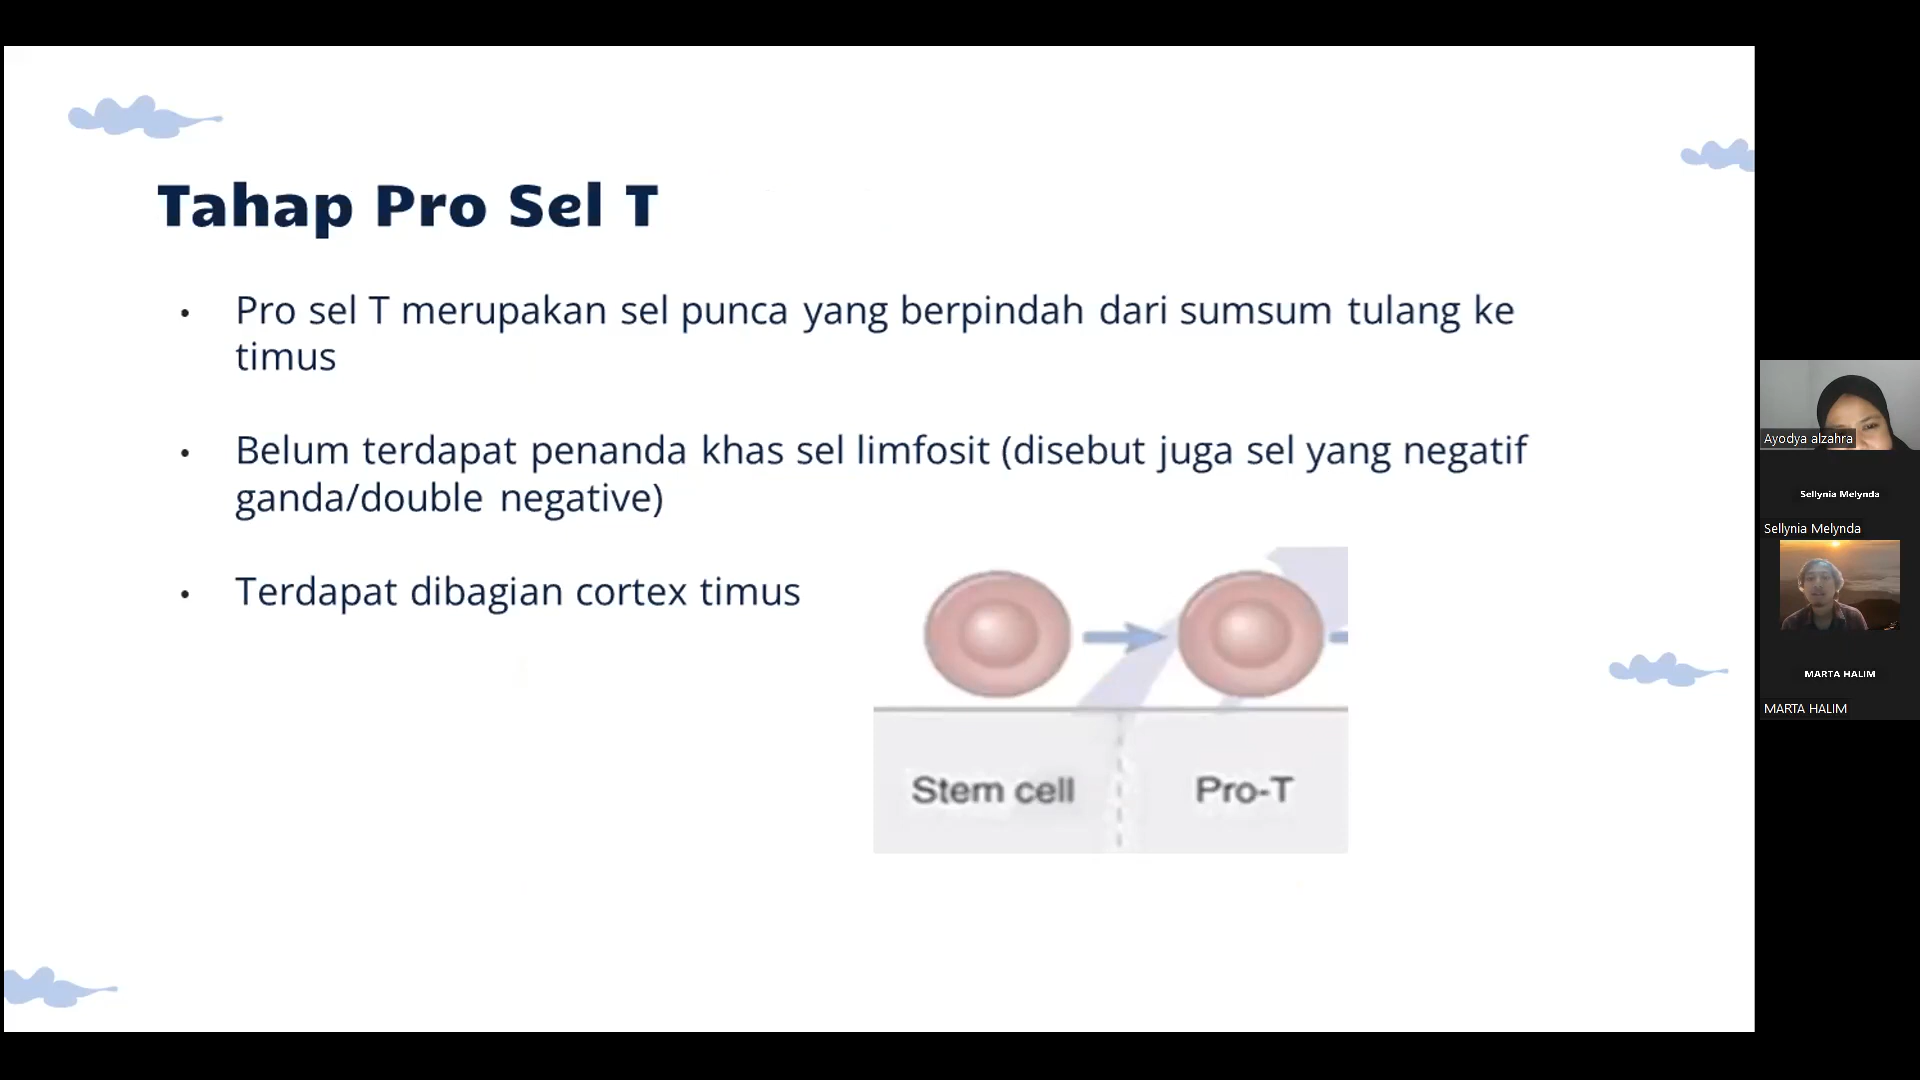 Tahap Pro Sel T
• Pro sel T merupakan sel punca yang berpindah dari sumsum tulang ke
timus
• Belum terdapat penanda khas sel limfosit (disebut juga sel yang negatif
ganda/double negative)
• Terdapat dibagian cortex timus
Stem cell
Pro-T
Ayodya alzahra
Sellynia Melynda
Sellynia Melynda
MARTA HALIM
MARTA HALIM